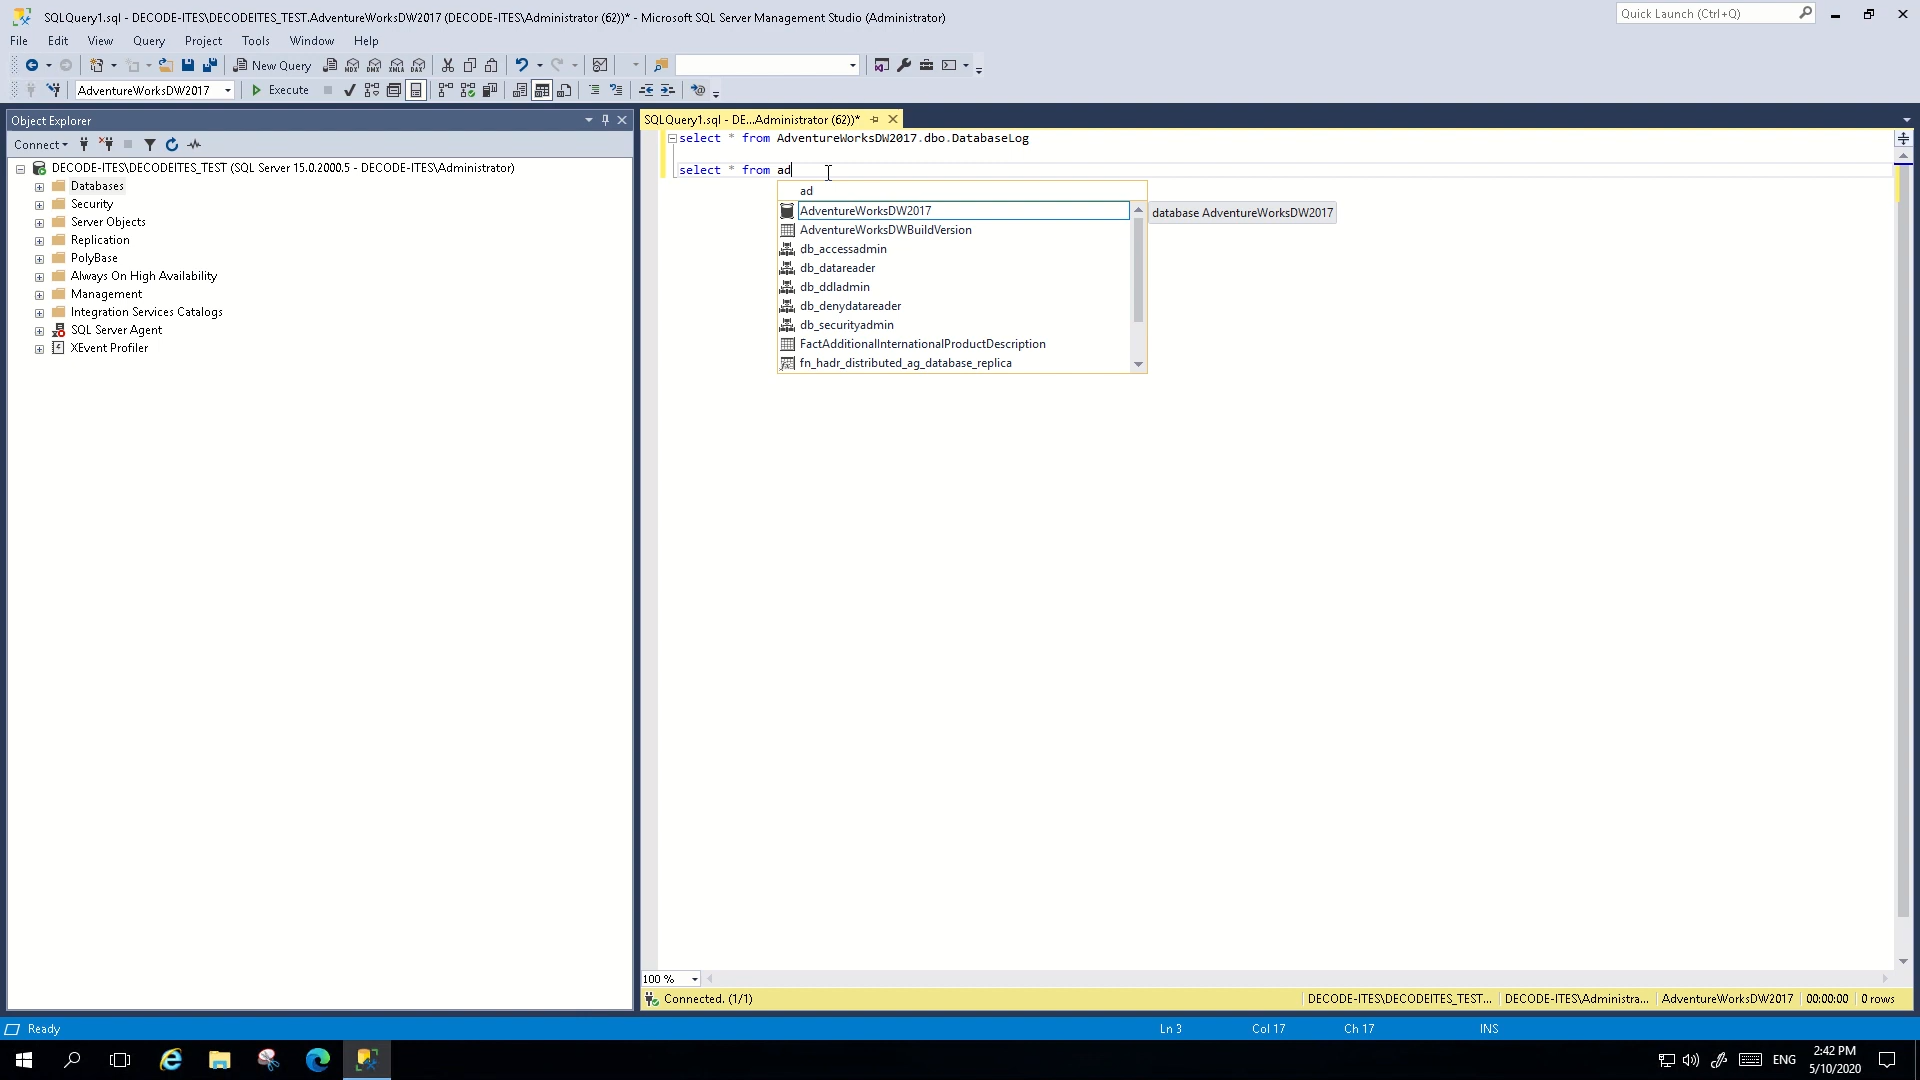 SQLQuery1.sql - DECODE-ITES\DECODEITES_TEST.AdventureWorksDW2017 (DECODE-ITES\Administrator (62))* - Microsoft SQL Server Management Studio (Administrator)
Quick Launch (Ctrl+Q)
File Edit View Query Project Tools Window Help
New Query
MDX DMX XMLA DAX
AdventureWorksDW2017
Execute
Object Explorer
SQLQuery1.sql - DE...Administrator (62))*
Connect
DECODE-ITES\DECODEITES_TEST (SQL Server 15.0.2000.5 - DECODE-ITES\Administrator)
Databases
Security
Server Objects
Replication
PolyBase
Always On High Availability
Management
Integration Services Catalogs
SQL Server Agent
XEvent Profiler
select * from AdventureWorksDW2017.dbo.DatabaseLog
select * from ad
ad
AdventureWorksDW2017
database AdventureWorksDW2017
AdventureWorksDWBuildVersion
db_accessadmin
db_datareader
db_ddladmin
db_denydatareader
db_securityadmin
FactAdditionalInternationalProductDescription
fn_hadr_distributed_ag_database_replica
100 %
Connected. (1/1)
DECODE-ITES\DECODEITES_TEST... DECODE-ITES\Administra... AdventureWorksDW2017 00:00:00 0 rows
Ready
Ln 3 Col 17 Ch 17 INS
ENG
2:42 PM
5/10/2020